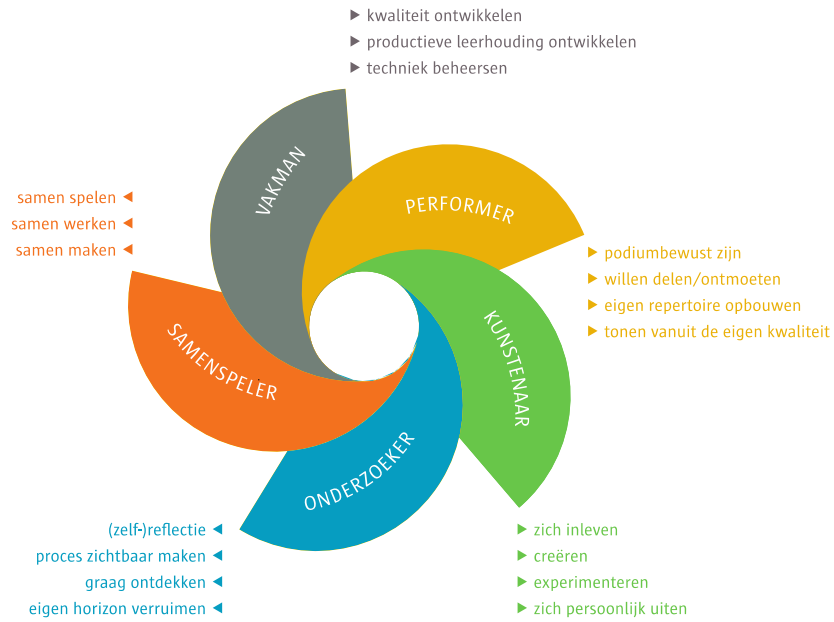 ▶ kwaliteit ontwikkelen
▶ productieve leerhouding ontwikkelen
▶ techniek beheersen
VAKMAN
PERFORMER
▶ podiumbewust zijn
▶ willen delen/ontmoeten
▶ eigen repertoire opbouwen
▶ tonen vanuit de eigen kwaliteit
KUNSTENAAR
▶ zich inleven
▶ creëren
▶ experimenteren
▶ zich persoonlijk uiten
ONDERZOEKER
(zelf-)reflectie ◀
proces zichtbaar maken ◀
graag ontdekken ◀
eigen horizon verruimen ◀
SAMENSPELER
samen spelen ◀
samen werken ◀
samen maken ◀